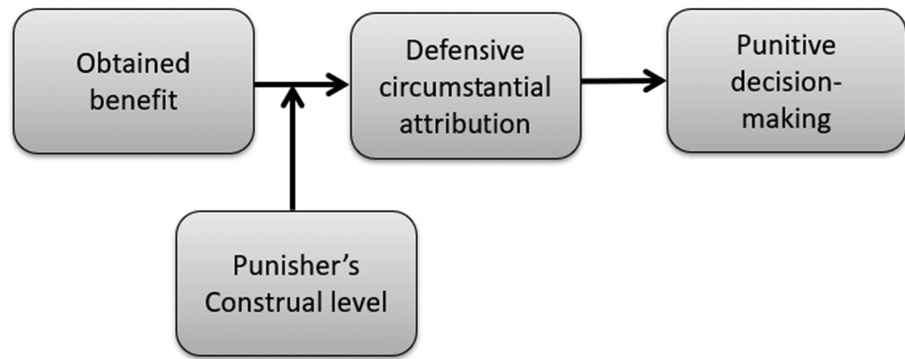 Obtained
benefit
Defensive
circumstantial
attribution
Punitive
decision-
making
Punisher’s
Construal level